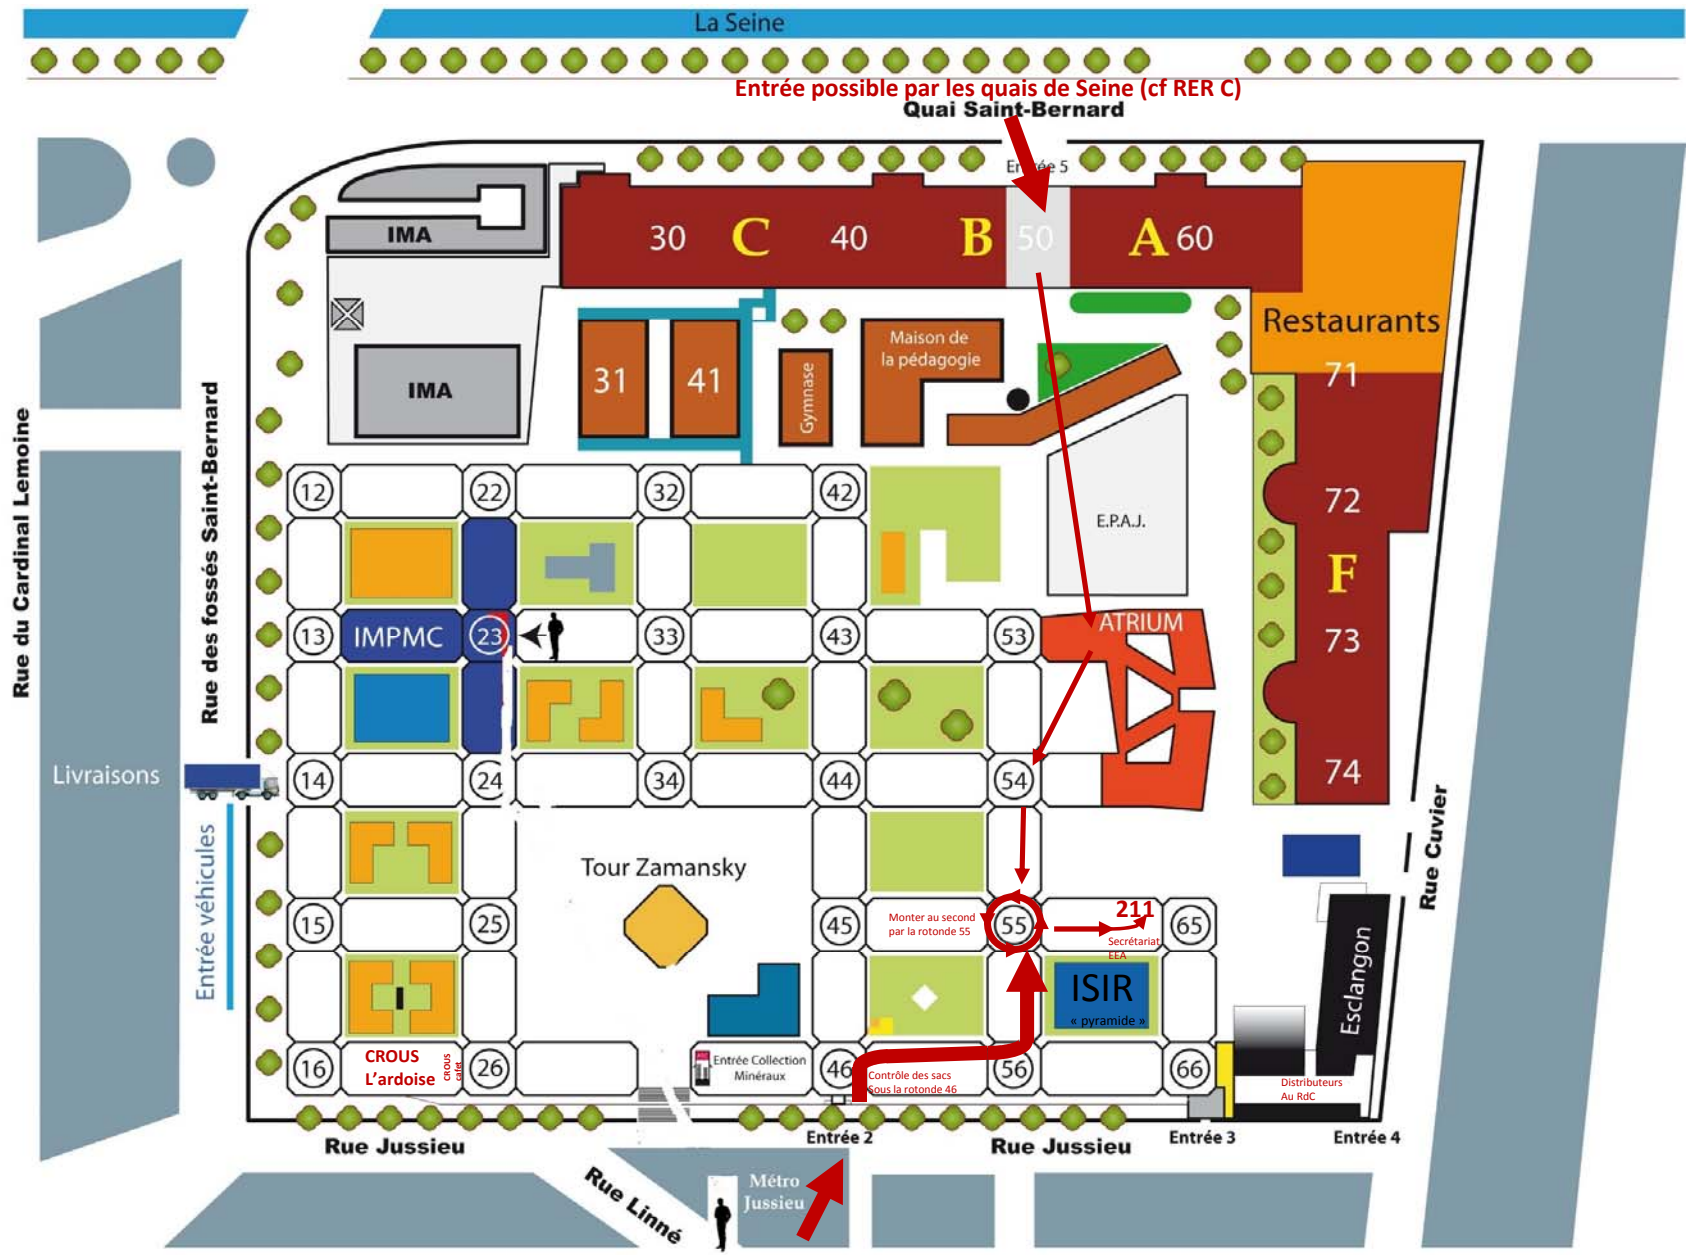 La Seine
Entrée possible par les quais de Seine (cf RER C)
Quai Saint-Bernard
Entrée 5
IMA
30
C
40
B
50
A
60
Restaurants
71
Maison de
la pédagogie
31
41
Gymnase
IMA
Rue du Cardinal Lemoine
Rue des fossés Saint-Bernard
12
22
32
42
E.P.A.J.
72
F
13
IMPMC
23
33
43
53
ATRIUM
73
Livraisons
14
24
34
44
54
74
Rue Cuvier
Entrée véhicules
Tour Zamansky
15
25
45
Monter au second
par la rotonde 55
55
211
Secrétariat
EEA
65
Esclangon
ISIR
« pyramide »
16
CROUS
L'ardoise
CROUS
cafet
26
Entrée Collection
Minéraux
46
Contrôle des sacs
Sous la rotonde 46
56
66
Distributeurs
Au RdC
Rue Jussieu
Entrée 2
Rue Jussieu
Entrée 3
Entrée 4
Rue Linné
Métro
Jussieu